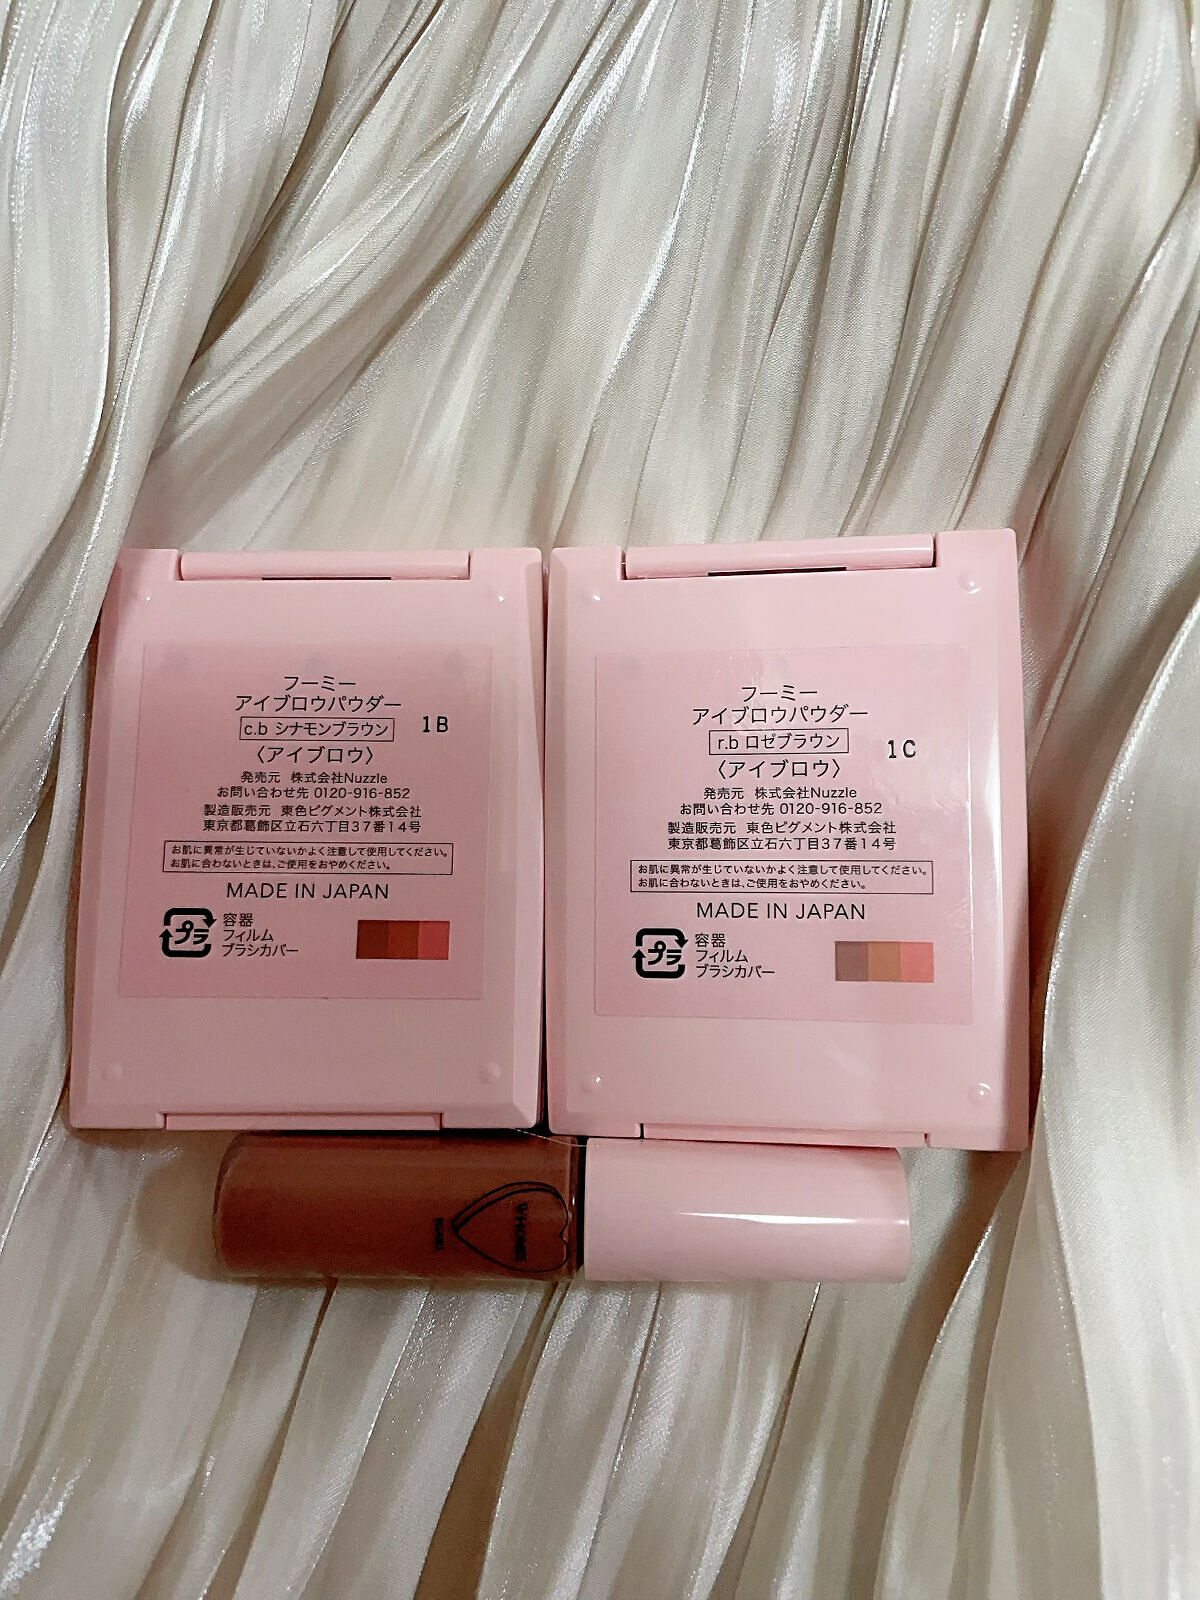 フーミー
アイブロウパウダー
c.b シナモンブラウン
1B
〈アイブロウ〉
発売元 株式会社Nuzzle
お問い合わせ先 0120-916-852
製造販売元 東色ピグメント株式会社
東京都葛飾区立石六丁目37番14号
お肌に異常が生じていないかよく注意して使用してください。
お肌に合わないときは、ご使用をおやめください。
MADE IN JAPAN
プラ
容器
フィルム
ブラシカバー
フーミー
アイブロウパウダー
r.b ロゼブラウン
1C
〈アイブロウ〉
発売元 株式会社Nuzzle
お問い合わせ先 0120-916-852
製造販売元 東色ピグメント株式会社
東京都葛飾区立石六丁目37番14号
お肌に異常が生じていないかよく注意して使用してください。
お肌に合わないときは、ご使用をおやめください。
MADE IN JAPAN
プラ
容器
フィルム
ブラシカバー
WHOMEE